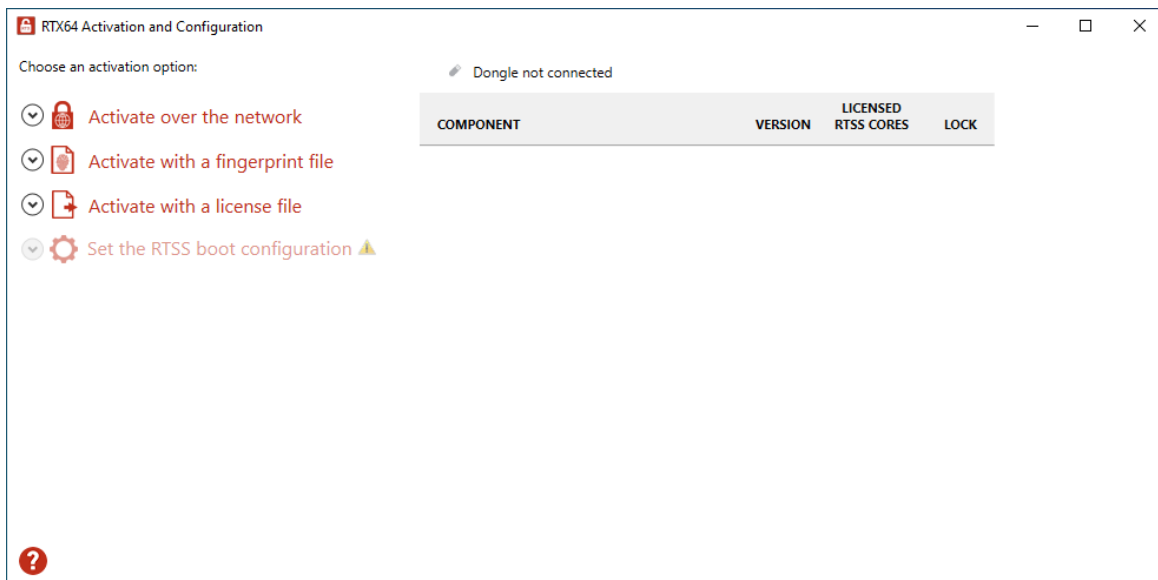 RTX64 Activation and Configuration
Choose an activation option:
Activate over the network
Activate with a fingerprint file
Activate with a license file
Set the RTSS boot configuration
Dongle not connected
COMPONENT VERSION LICENSED RTSS CORES LOCK
?